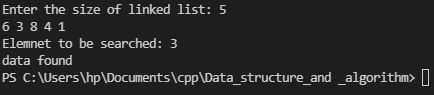 Enter the size of linked list: 5
6 3 8 4 1
Elemnet to be searched: 3
data found
PS C:\Users\hp\Documents\cpp\Data_structure_and _algorithm>